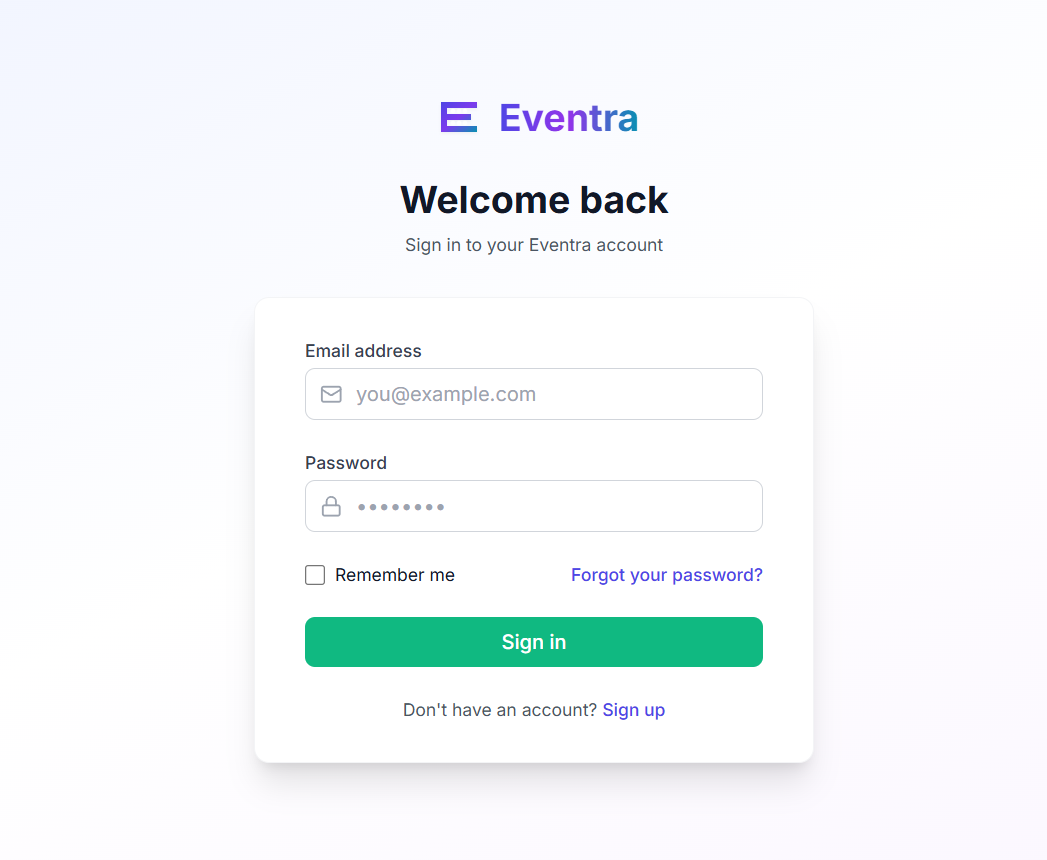 Eventra
Welcome back
Sign in to your Eventra account
Email address
you@example.com
Password
••••••••
Remember me
Forgot your password?
Sign in
Don't have an account? Sign up